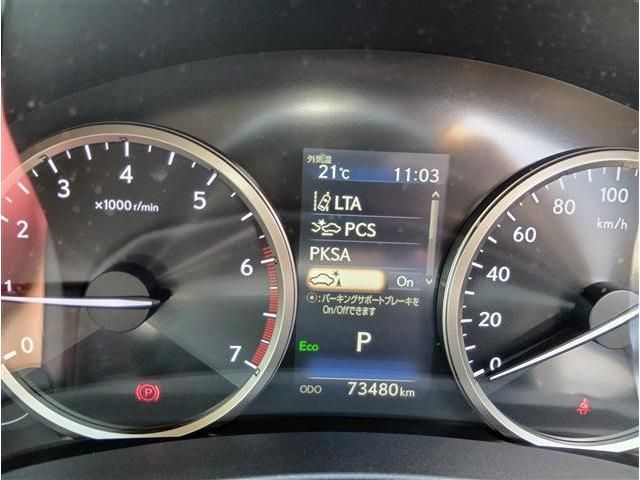 外気温
21℃ 11:03
LTA
PCS
PKSA
On
⦿:パーキングサポートブレーキを
On/Offできます
Eco P
ODO 73480km
0 1 2 3 4 5 6 7
×1000 r/min
0 20 40 60 80 100
km/h
(P)